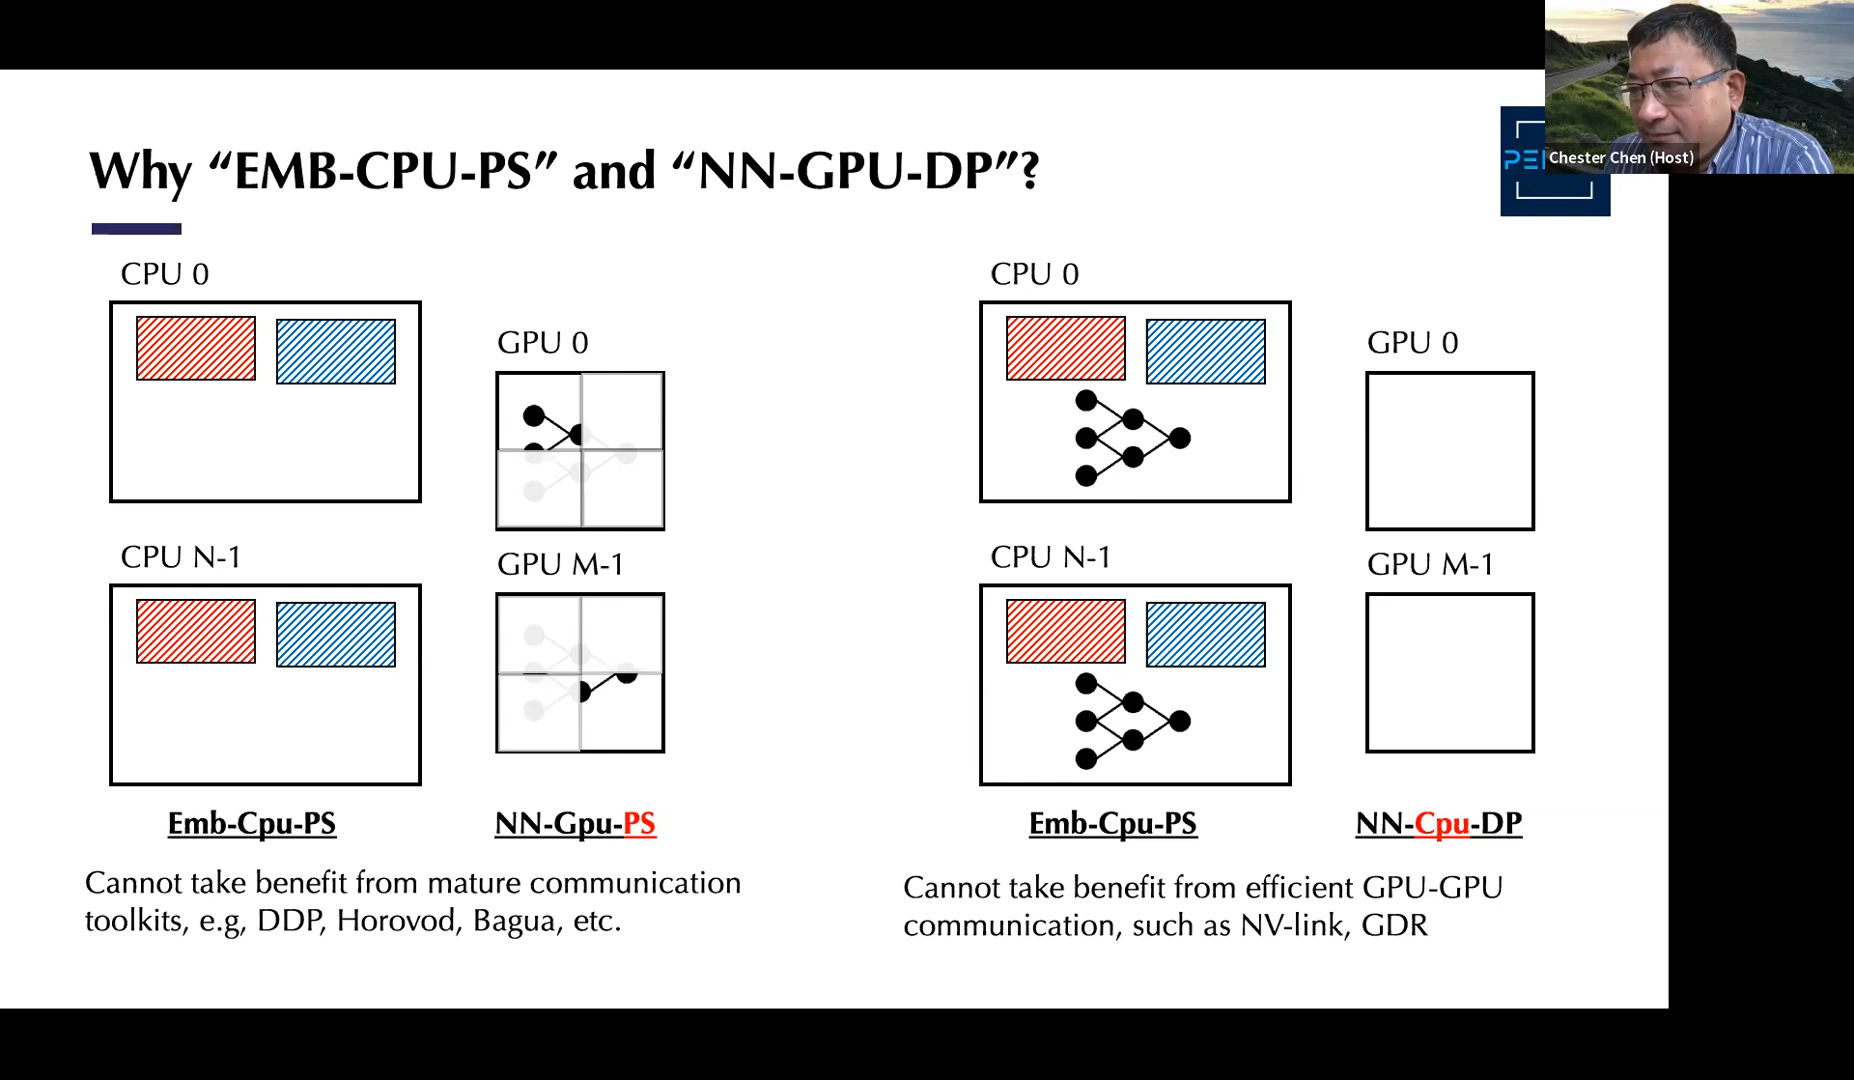 Why “EMB-CPU-PS” and “NN-GPU-DP”?
Chester Chen (Host)
CPU 0
GPU 0
CPU N-1
GPU M-1
Emb-Cpu-PS
NN-Gpu-PS
Cannot take benefit from mature communication
toolkits, e.g, DDP, Horovod, Bagua, etc.
CPU 0
GPU 0
CPU N-1
GPU M-1
Emb-Cpu-PS
NN-Cpu-DP
Cannot take benefit from efficient GPU-GPU
communication, such as NV-link, GDR